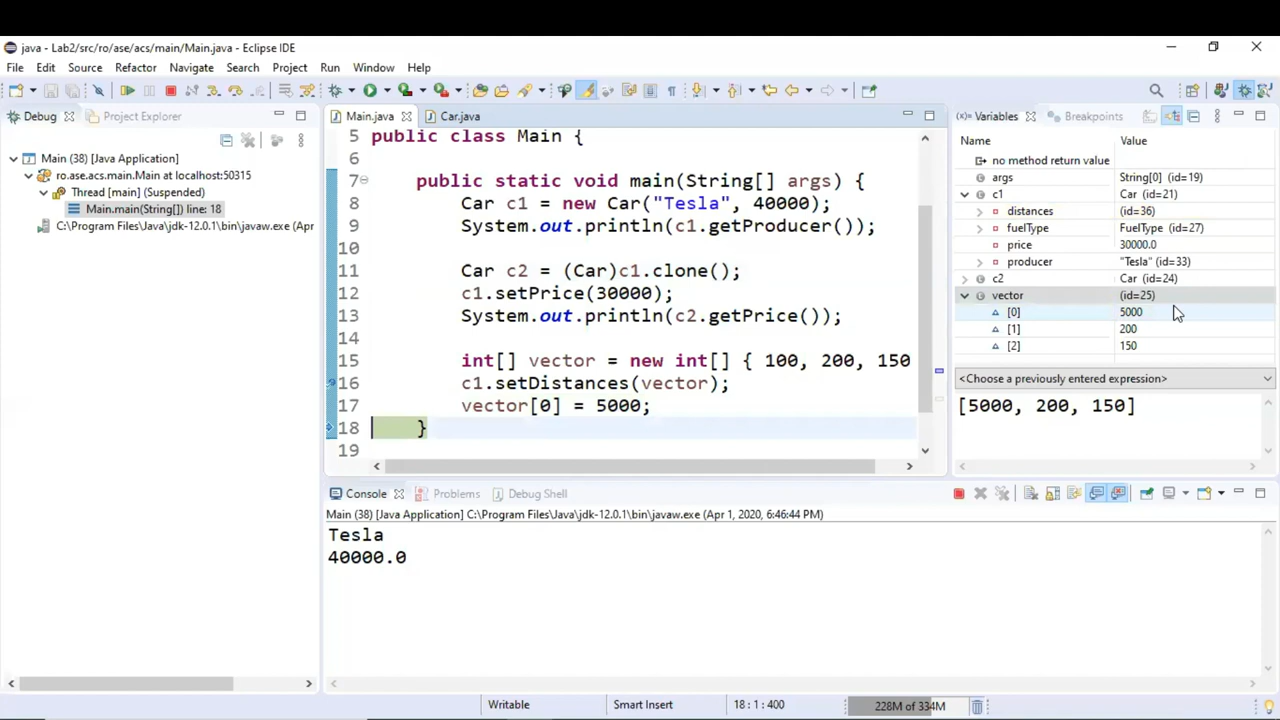 java - Lab2/src/ro/ase/acs/main/Main.java - Eclipse IDE
File Edit Source Refactor Navigate Search Project Run Window Help
Debug Project Explorer
Main (38) [Java Application]
ro.ase.acs.main.Main at localhost:50315
Thread [main] (Suspended)
Main.main(String[]) line: 18
C:\Program Files\Java\jdk-12.0.1\bin\javaw.exe (Apr
Main.java Car.java
5 public class Main {
6
7 public static void main(String[] args) {
8 Car c1 = new Car("Tesla", 40000);
9 System.out.println(c1.getProducer());
10
11 Car c2 = (Car)c1.clone();
12 c1.setPrice(30000);
13 System.out.println(c2.getPrice());
14
15 int[] vector = new int[] { 100, 200, 150
16 c1.setDistances(vector);
17 vector[0] = 5000;
18 }
19
Variables Breakpoints
Name Value
no method return value
args String[0] (id=19)
c1 Car (id=21)
distances (id=36)
fuelType FuelType (id=27)
price 30000.0
producer "Tesla" (id=33)
c2 Car (id=24)
vector (id=25)
[0] 5000
[1] 200
[2] 150
<Choose a previously entered expression>
[5000, 200, 150]
Console Problems Debug Shell
Main (38) [Java Application] C:\Program Files\Java\jdk-12.0.1\bin\javaw.exe (Apr 1, 2020, 6:46:44 PM)
Tesla
40000.0
Writable Smart Insert 18 : 1 : 400 228M of 334M